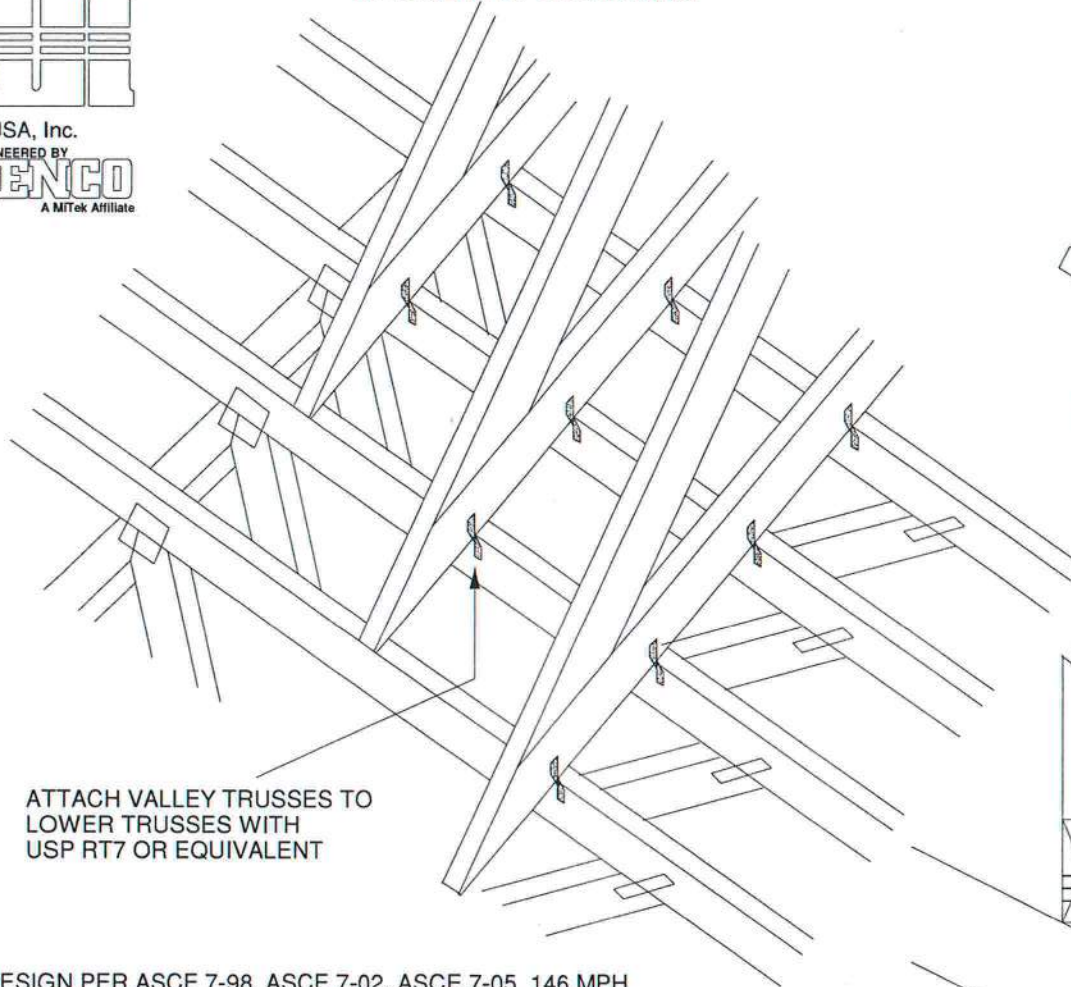 USA, Inc.
NEERED BY
ENCO
A MiTek Affiliate
ATTACH VALLEY TRUSSES TO
LOWER TRUSSES WITH
USP RT7 OR EQUIVALENT
ESIGN PER ASCE 7-98, ASCE 7-02, ASCE 7-05, 146 MPH